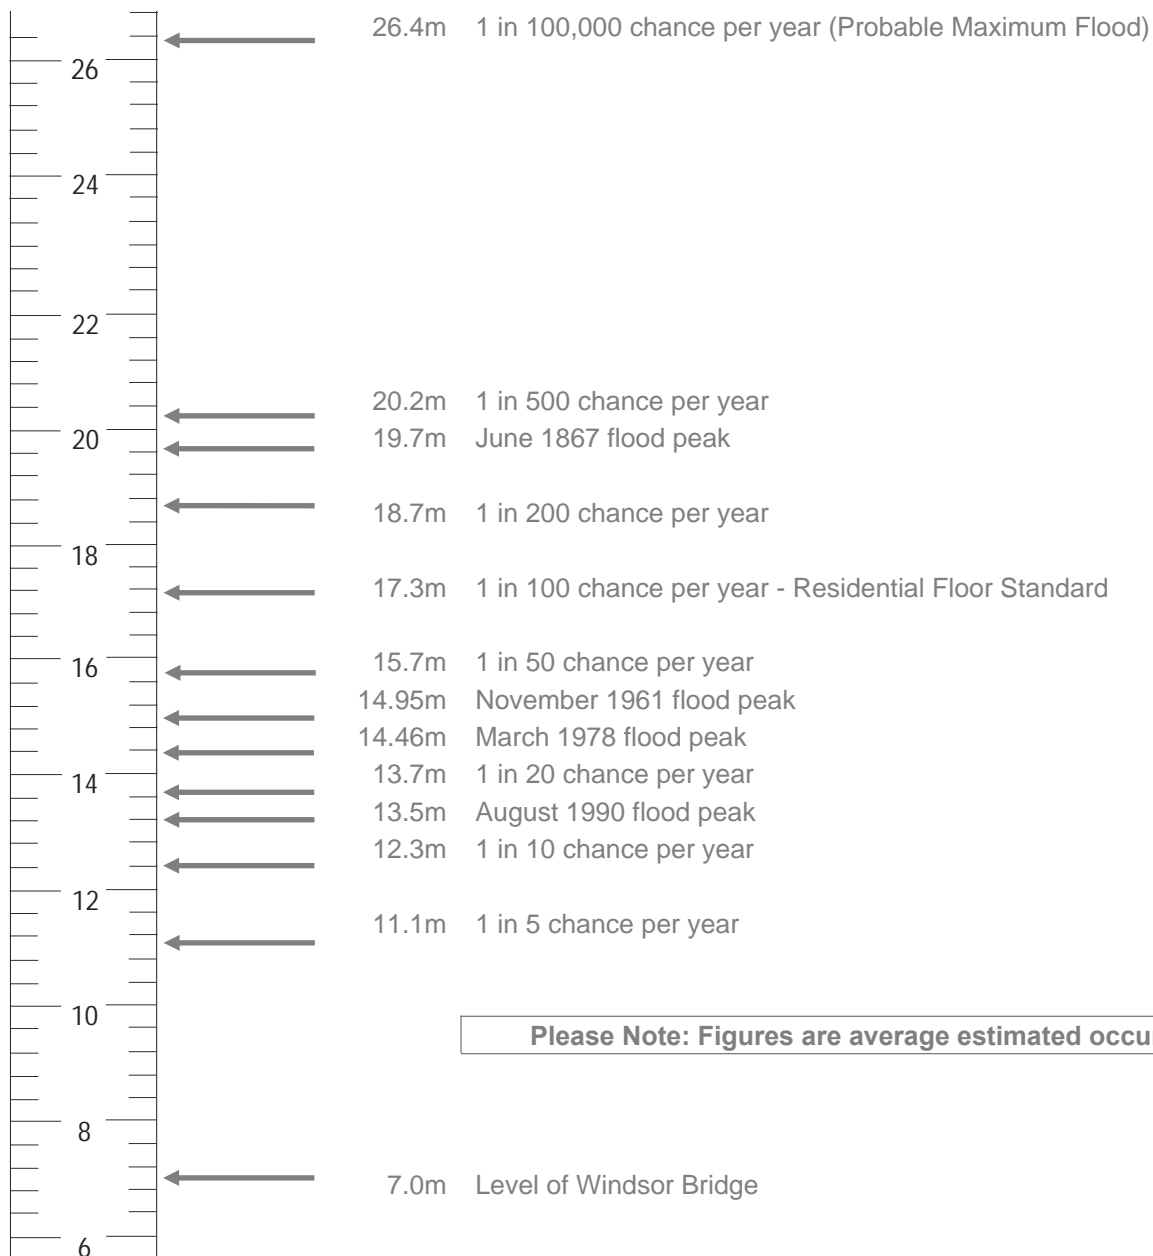 26.4m 1 in 100,000 chance per year (Probable Maximum Flood)
26
24
22
20.2m 1 in 500 chance per year
20
19.7m June 1867 flood peak
18.7m 1 in 200 chance per year
18
17.3m 1 in 100 chance per year - Residential Floor Standard
16
15.7m 1 in 50 chance per year
14.95m November 1961 flood peak
14.46m March 1978 flood peak
14
13.7m 1 in 20 chance per year
13.5m August 1990 flood peak
12.3m 1 in 10 chance per year
12
11.1m 1 in 5 chance per year
10
Please Note: Figures are average estimated occu
8
7.0m Level of Windsor Bridge
6